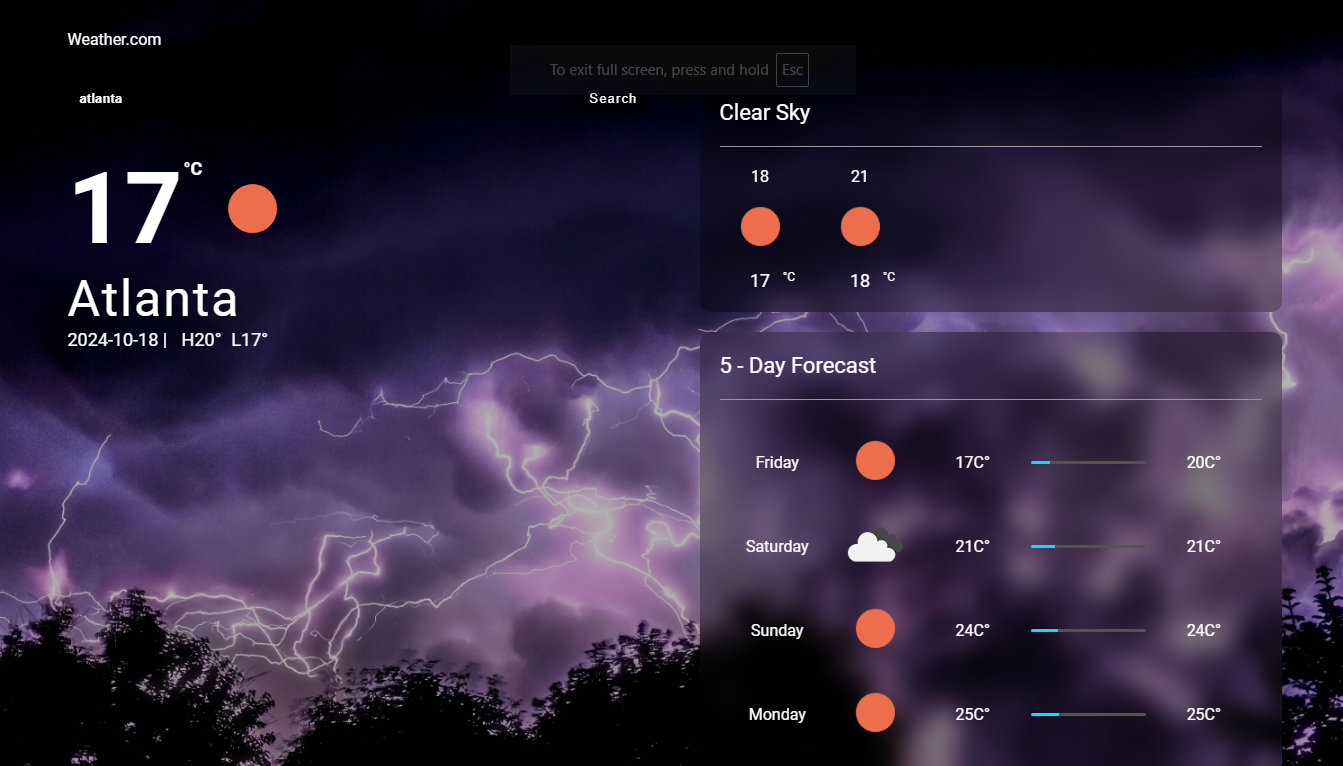 Weather.com
To exit full screen, press and hold Esc
atlanta Search
17 °C
Atlanta
2024-10-18 | H20° L17°
Clear Sky
18 21
17 °C 18 °C
5 - Day Forecast
Friday 17C° 20C°
Saturday 21C° 21C°
Sunday 24C° 24C°
Monday 25C° 25C°